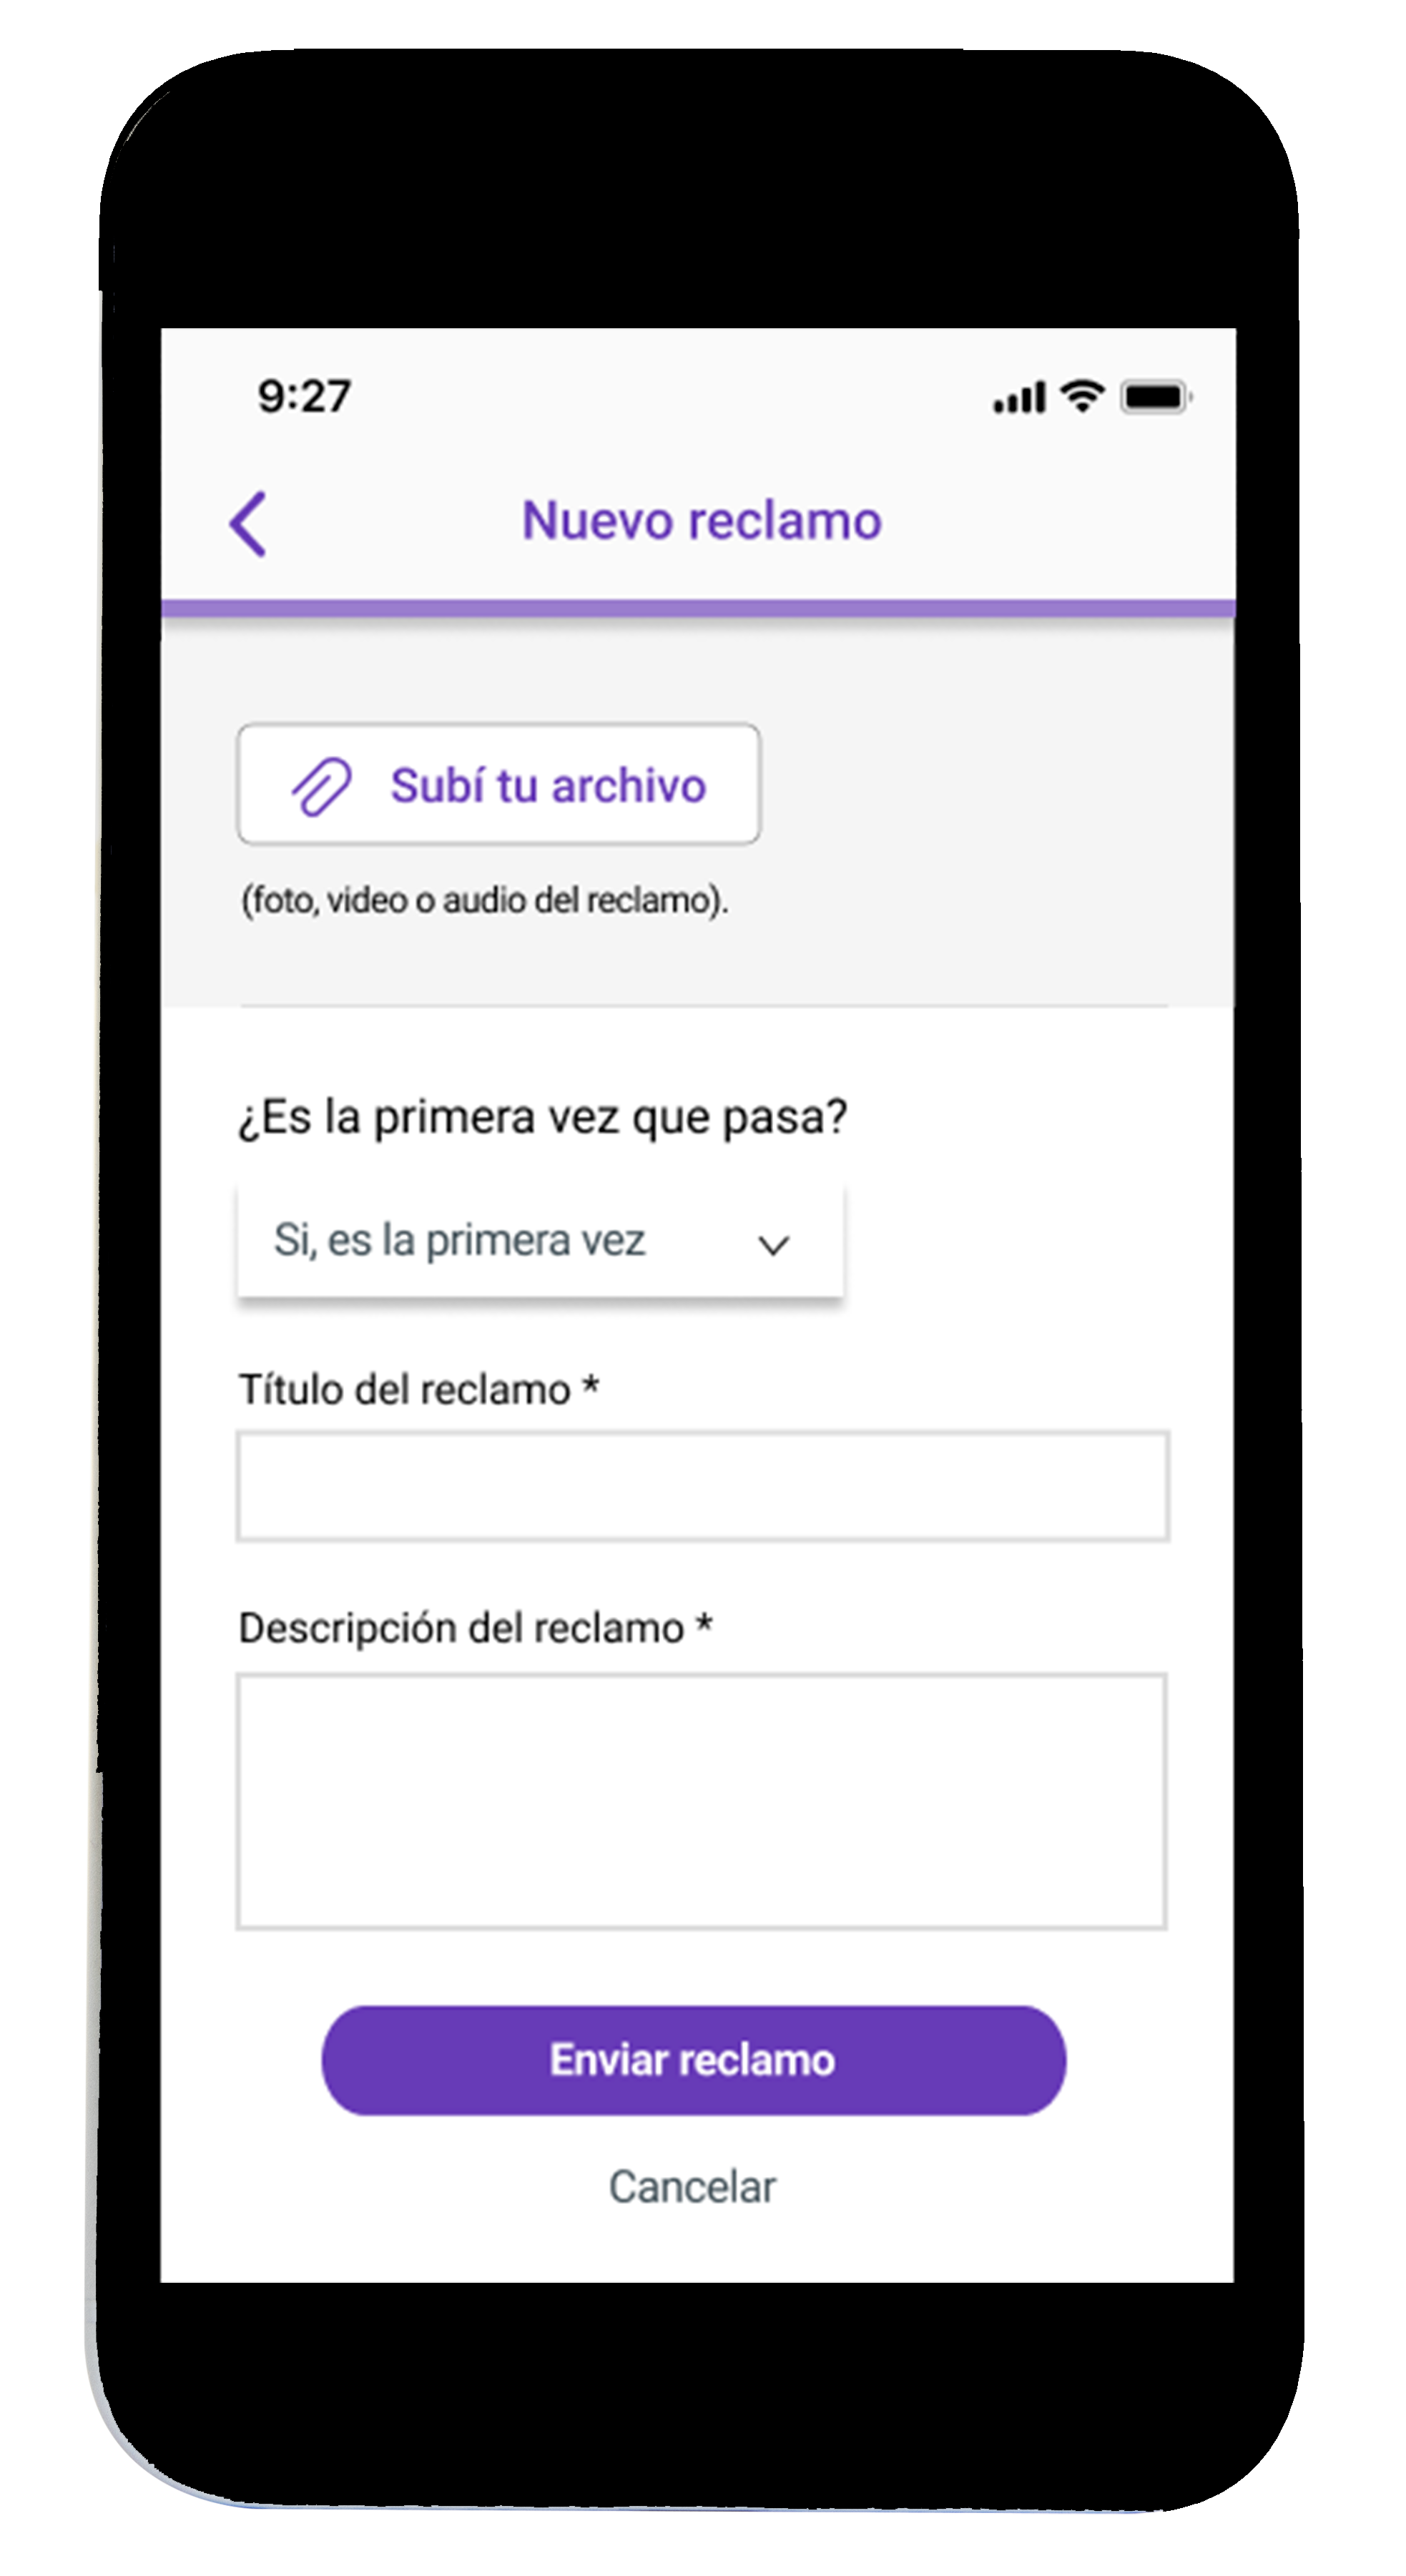 9:27
Nuevo reclamo
Subí tu archivo
(foto, video o audio del reclamo).
¿Es la primera vez que pasa?
Si, es la primera vez
Título del reclamo *
Descripción del reclamo *
Enviar reclamo
Cancelar